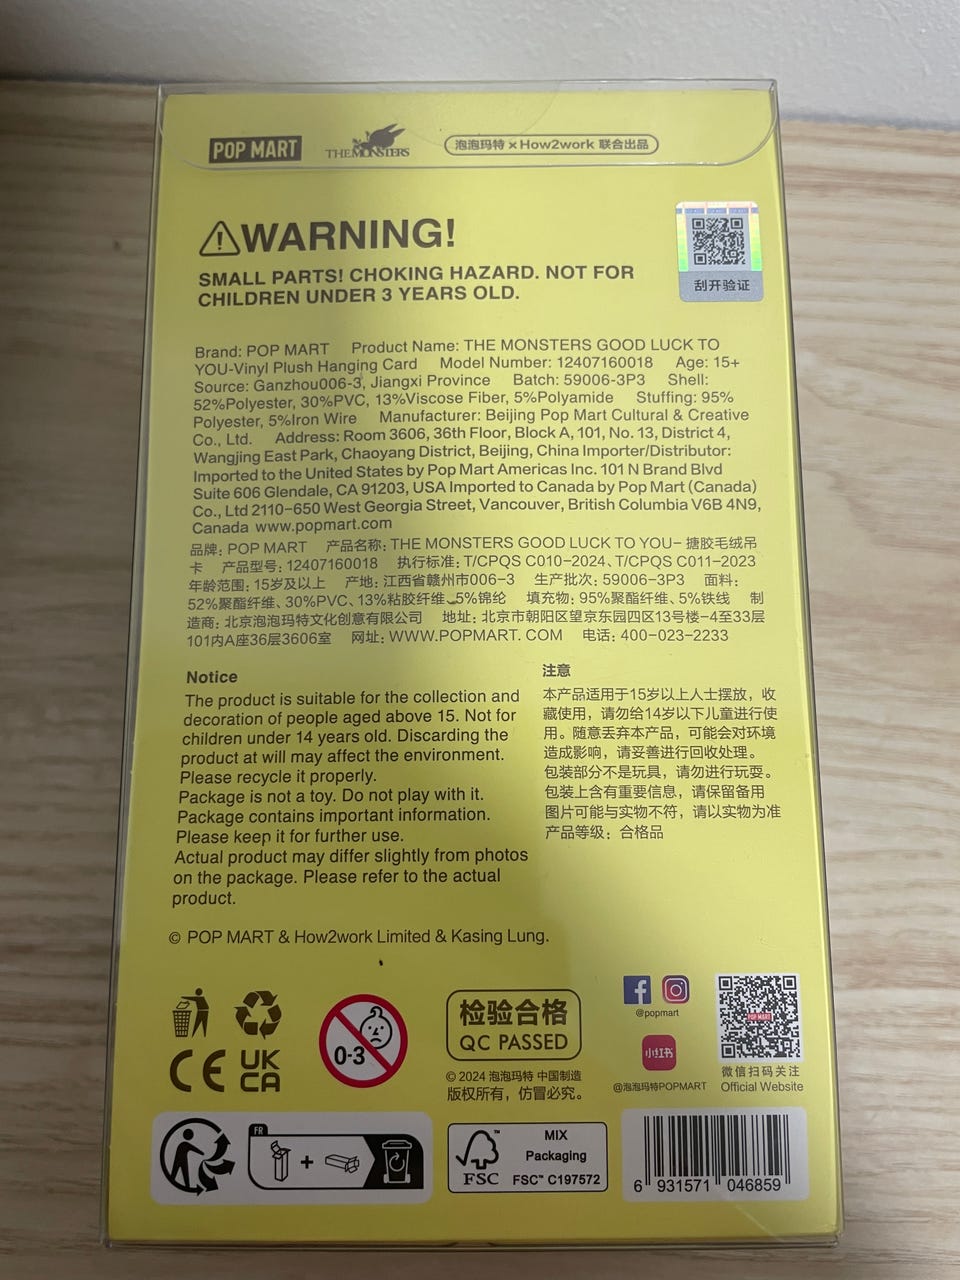 POP MART
THE MONSTERS
泡泡玛特 × How2work 联合出品
WARNING!
SMALL PARTS! CHOKING HAZARD. NOT FOR
CHILDREN UNDER 3 YEARS OLD.
刮开验证
Brand: POP MART Product Name: THE MONSTERS GOOD LUCK TO
YOU-Vinyl Plush Hanging Card Model Number: 12407160018 Age: 15+
Source: Ganzhou006-3, Jiangxi Province Batch: 59006-3P3 Shell:
52%Polyester, 30%PVC, 13%Viscose Fiber, 5%Polyamide Stuffing: 95%
Polyester, 5%Iron Wire Manufacturer: Beijing Pop Mart Cultural & Creative
Co., Ltd. Address: Room 3606, 36th Floor, Block A, 101, No. 13, District 4,
Wangjing East Park, Chaoyang District, Beijing, China Importer/Distributor:
Imported to the United States by Pop Mart Americas Inc. 101 N Brand Blvd
Suite 606 Glendale, CA 91203, USA Imported to Canada by Pop Mart (Canada)
Co., Ltd 2110-650 West Georgia Street, Vancouver, British Columbia V6B 4N9,
Canada www.popmart.com
品牌: POP MART 产品名称: THE MONSTERS GOOD LUCK TO YOU- 搪胶毛绒吊
卡 产品型号: 12407160018 执行标准: T/CPQS C010-2024、T/CPQS C011-2023
年龄范围: 15岁及以上 产地: 江西省赣州市006-3 生产批次: 59006-3P3 面料:
52%聚酯纤维、30%PVC、13%粘胶纤维、5%锦纶 填充物: 95%聚酯纤维、5%铁线 制
造商: 北京泡泡玛特文化创意有限公司 地址: 北京市朝阳区望京东园四区13号楼-4至33层
101内A座36层3606室 网址: WWW.POPMART. COM 电话: 400-023-2233
Notice
The product is suitable for the collection and
decoration of people aged above 15. Not for
children under 14 years old. Discarding the
product at will may affect the environment.
Please recycle it properly.
Package is not a toy. Do not play with it.
Package contains important information.
Please keep it for further use.
Actual product may differ slightly from photos
on the package. Please refer to the actual
product.
注意
本产品适用于15岁以上人士摆放，收
藏使用，请勿给14岁以下儿童进行使
用。随意丢弃本产品，可能会对环境
造成影响，请妥善进行回收处理。
包装部分不是玩具，请勿进行玩耍。
包装上含有重要信息，请保留备用
图片可能与实物不符，请以实物为准
产品等级：合格品
© POP MART & How2work Limited & Kasing Lung.
CE
UK
CA
0-3
检验合格
QC PASSED
© 2024 泡泡玛特 中国制造
版权所有，仿冒必究。
@popmart
小红书
@泡泡玛特POPMART
POP MART
微信扫码关注
Official Website
FR
+
FSC™
MIX
Packaging
FSC™ C197572
6 931571 046859